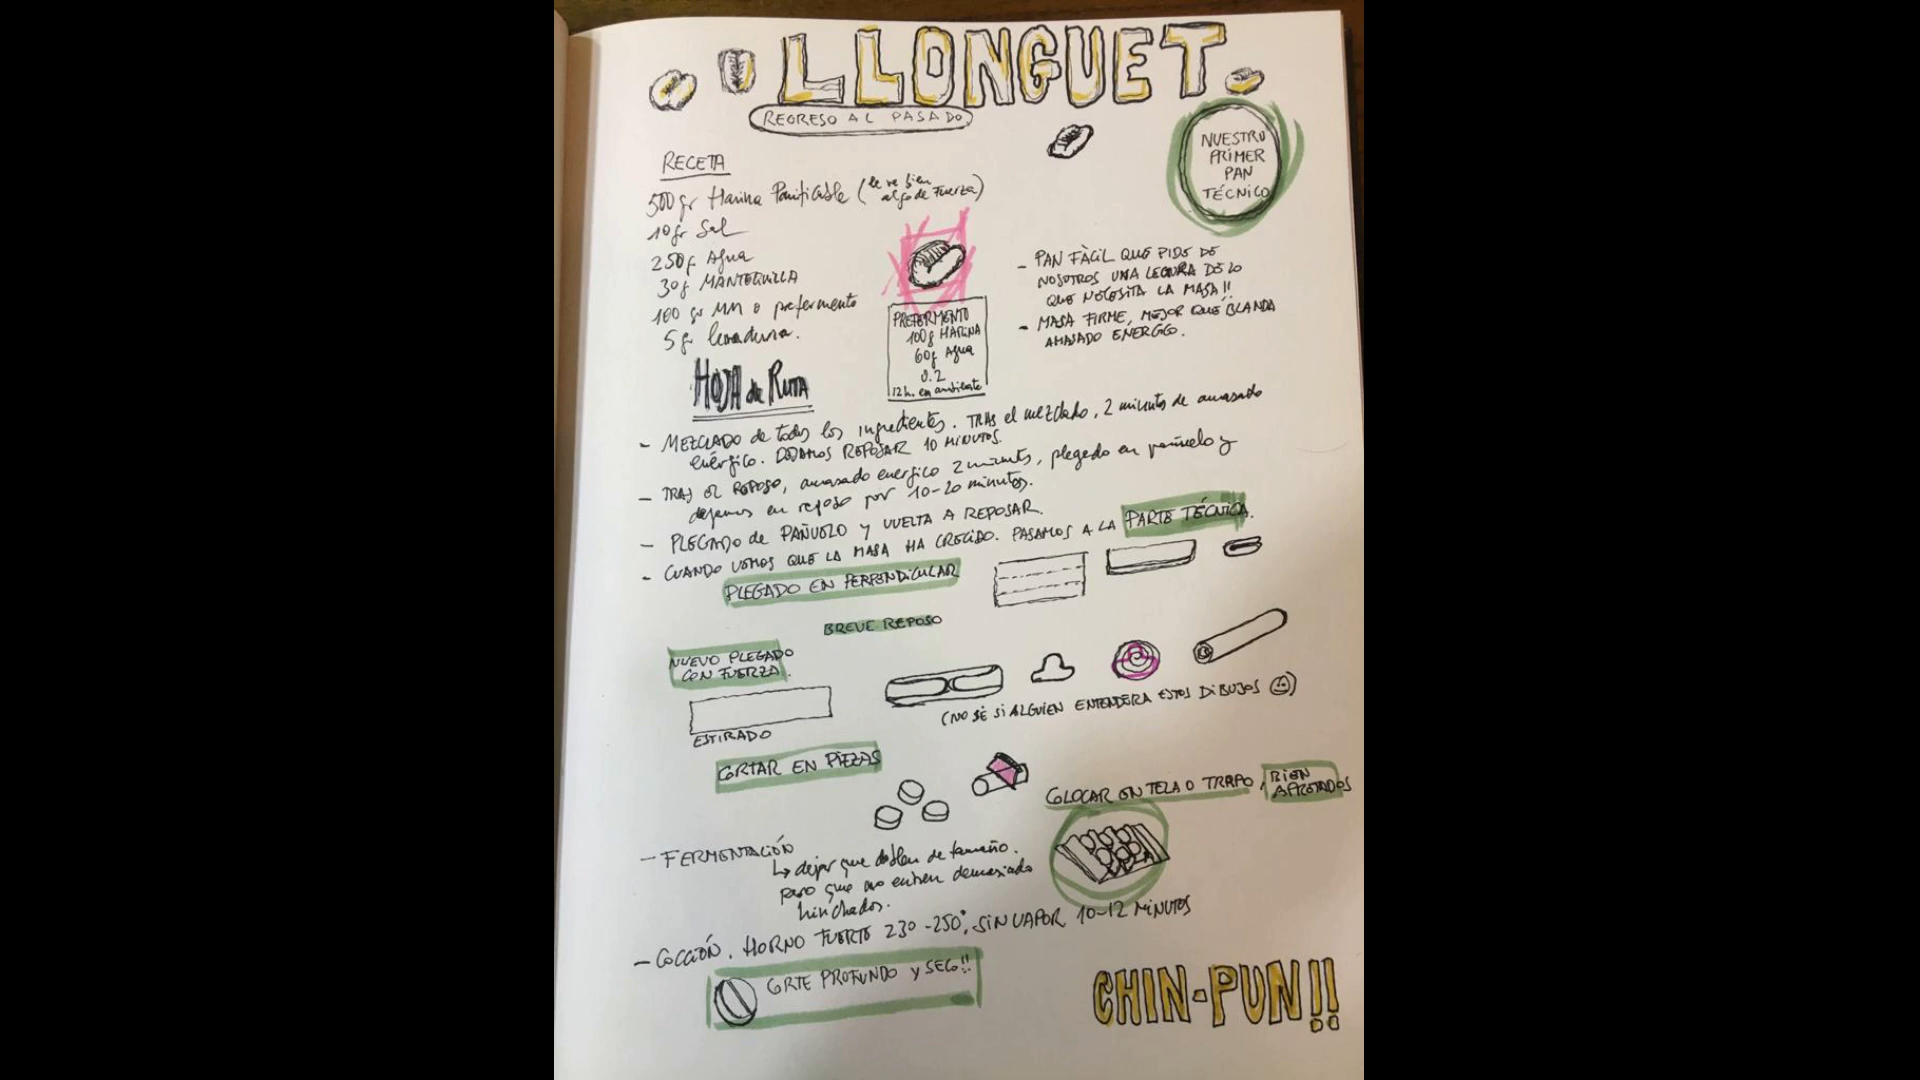 LLONGUET
REGRESO AL PASADO
NUESTRO
PRIMER
PAN
TÉCNICO
RECETA
500 gr Harina Panificable (le va bien
algo de Fuerza)
10 gr Sal
250g Agua
30g MANTEQUILLA
100 gr MM o prefermento
5 gr levadura.
PREFERMENTO
100g HARINA
60g Agua
0.2
12h. en ambiente
- PAN FÀCIL QUE PIDE DE
NOSOTROS UNA LECTURA DE LO
QUE NECESITA LA MASA!!
- MASA FIRME, MEJOR QUE BLANDA
AMASADO ENÉRGICO.
HOJA de RUTA
- MEZCLADO de todos los ingredientes. TRAS el mezclado, 2 minutos de amasado
enérgico. DEJAMOS REPOSAR 10 MINUTOS.
- TRAS EL REPOSO, amasado energico 2 minutos, plegado en pañuelo y
dejamos en reposo por 10-20 minutos.
- PLEGADO de PAÑUELO y VUELTA A REPOSAR.
- CUANDO VEMOS QUE LA MASA HA CRECIDO. PASAMOS A LA PARTE TÉCNICA.
PLEGADO EN PERPENDICULAR
BREVE REPOSO
NUEVO PLEGADO
CON FUERZA.
ESTIRADO
(NO SÉ SI ALGUIEN ENTENDERA ESTOS DIBUJOS)
CORTAR EN PIEZAS
COLOCAR EN TELA O TRAPO, BIEN
APRETADOS
- FERMENTACIÓN
↳ dejar que doblen de tamaño.
pero que no estén demasiado
hinchados.
- COCCIÓN. HORNO FUERTE 230-250°, SIN VAPOR 10-12 MINUTOS
CORTE PROFUNDO y SECO!!
CHIN-PUN!!